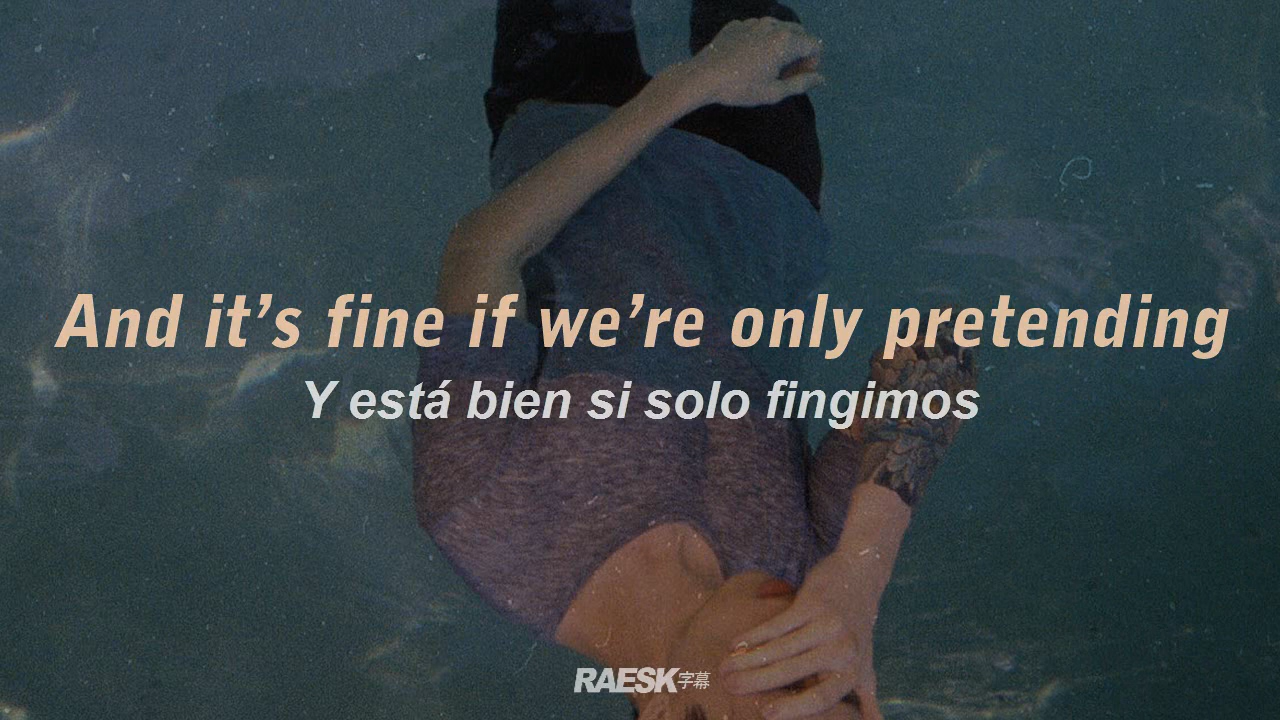 And it’s fine if we’re only pretending
Y está bien si solo fingimos
RAESK字幕